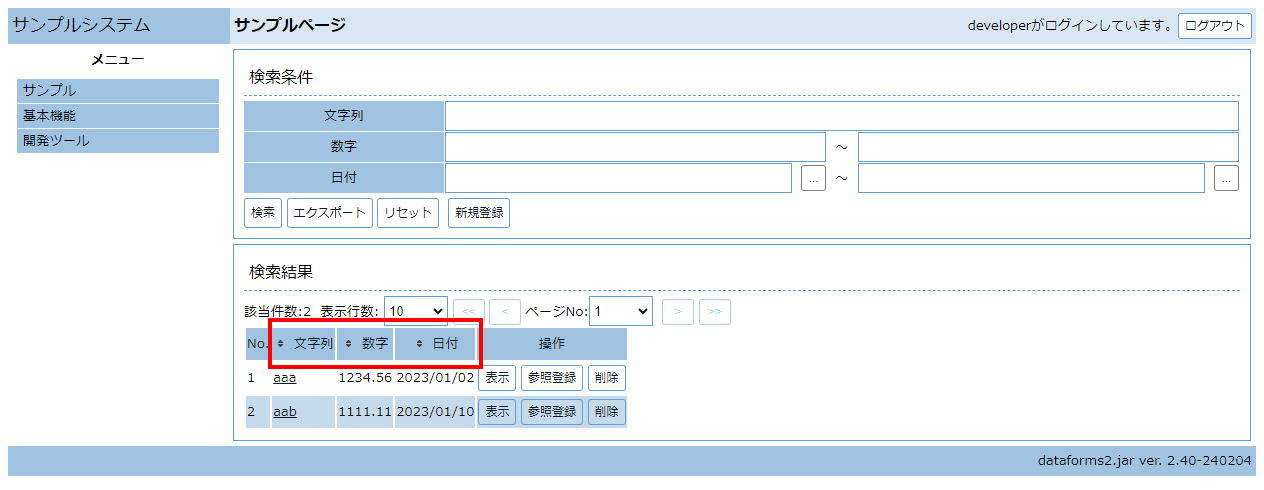 サンプルシステム サンプルページ developerがログインしています。 ログアウト
メニュー
サンプル
基本機能
開発ツール
検索条件
文字列
数字 ～
日付 ... ～ ...
検索 エクスポート リセット 新規登録
検索結果
該当件数:2 表示行数: 10 << < ページNo: 1 > >>
No. 文字列 数字 日付 操作
1 aaa 1234.56 2023/01/02 表示 参照登録 削除
2 aab 1111.11 2023/01/10 表示 参照登録 削除
dataforms2.jar ver. 2.40-240204